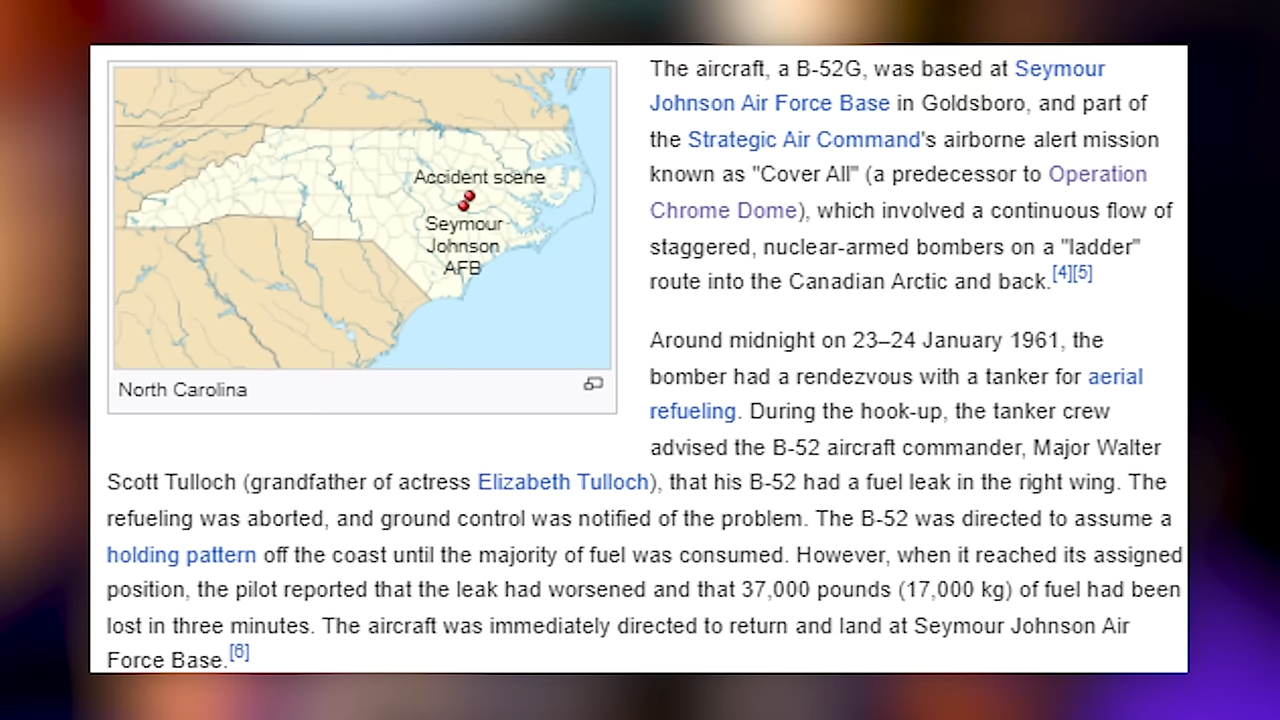 Accident scene
Seymour
Johnson
AFB
North Carolina
The aircraft, a B-52G, was based at Seymour
Johnson Air Force Base in Goldsboro, and part of
the Strategic Air Command's airborne alert mission
known as "Cover All" (a predecessor to Operation
Chrome Dome), which involved a continuous flow of
staggered, nuclear-armed bombers on a "ladder"
route into the Canadian Arctic and back.[4][5]
Around midnight on 23–24 January 1961, the
bomber had a rendezvous with a tanker for aerial
refueling. During the hook-up, the tanker crew
advised the B-52 aircraft commander, Major Walter
Scott Tulloch (grandfather of actress Elizabeth Tulloch), that his B-52 had a fuel leak in the right wing. The
refueling was aborted, and ground control was notified of the problem. The B-52 was directed to assume a
holding pattern off the coast until the majority of fuel was consumed. However, when it reached its assigned
position, the pilot reported that the leak had worsened and that 37,000 pounds (17,000 kg) of fuel had been
lost in three minutes. The aircraft was immediately directed to return and land at Seymour Johnson Air
Force Base.[6]